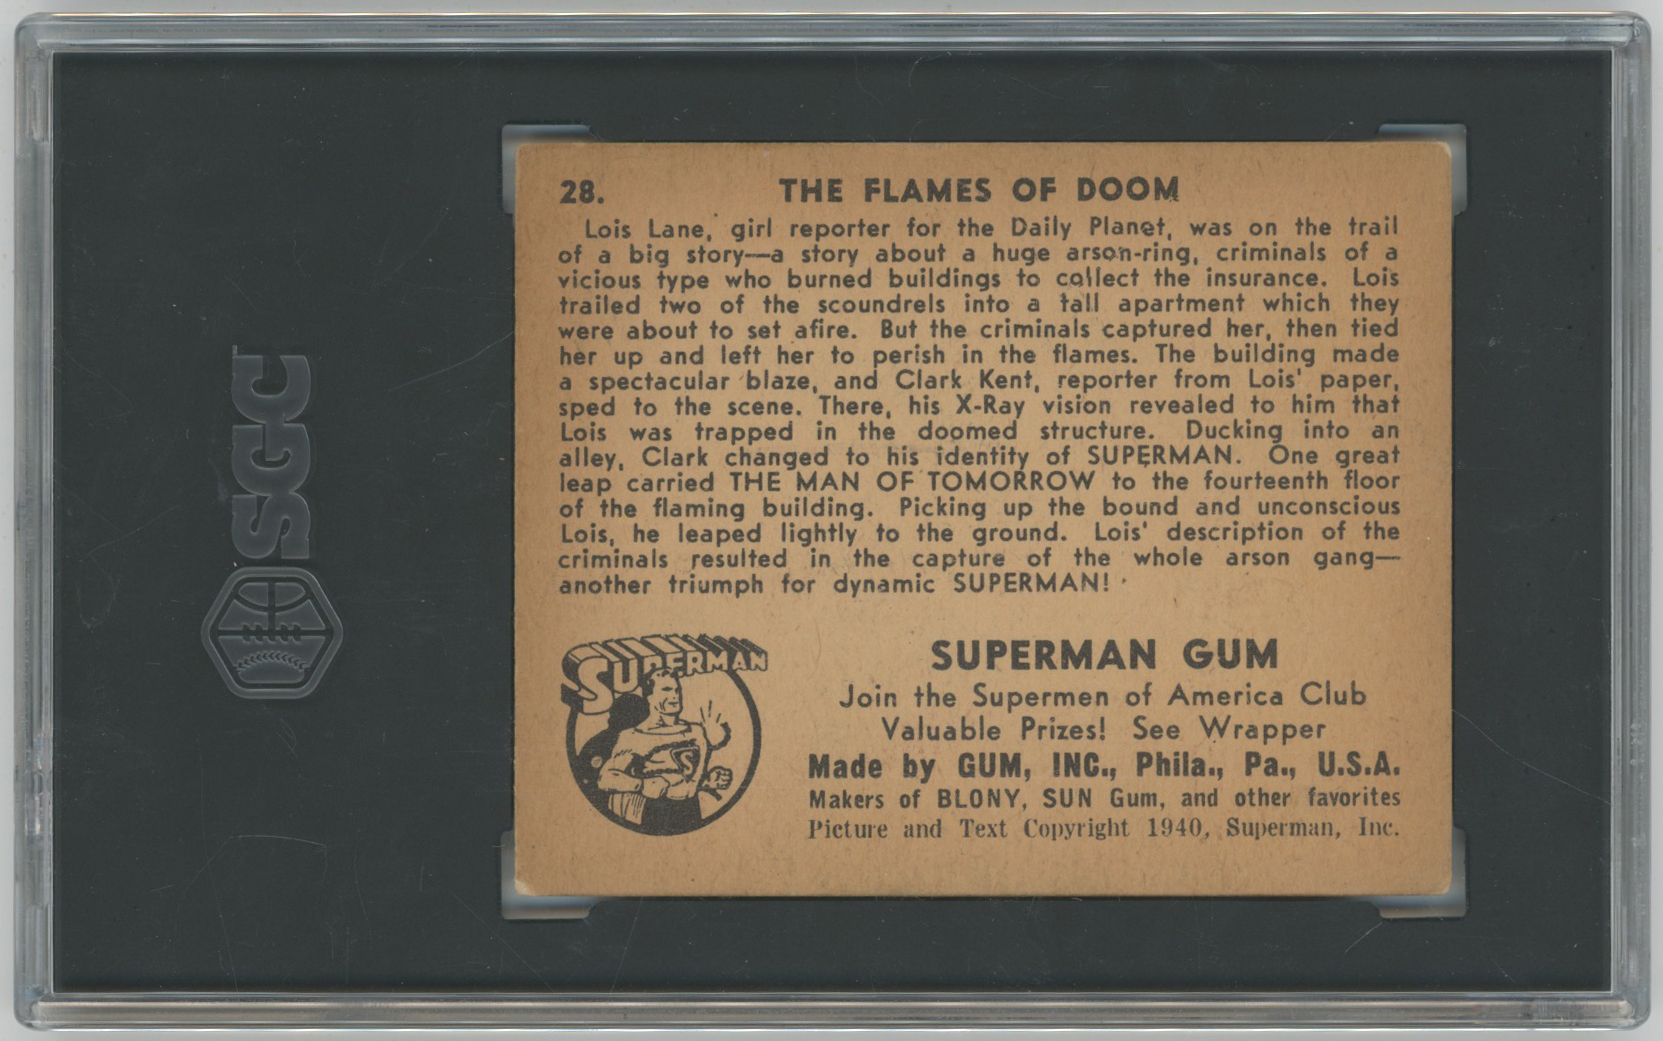 SGC
28. THE FLAMES OF DOOM
Lois Lane, girl reporter for the Daily Planet, was on the trail
of a big story—a story about a huge arson-ring, criminals of a
vicious type who burned buildings to collect the insurance. Lois
trailed two of the scoundrels into a tall apartment which they
were about to set afire. But the criminals captured her, then tied
her up and left her to perish in the flames. The building made
a spectacular blaze, and Clark Kent, reporter from Lois' paper,
sped to the scene. There, his X-Ray vision revealed to him that
Lois was trapped in the doomed structure. Ducking into an
alley, Clark changed to his identity of SUPERMAN. One great
leap carried THE MAN OF TOMORROW to the fourteenth floor
of the flaming building. Picking up the bound and unconscious
Lois, he leaped lightly to the ground. Lois' description of the
criminals resulted in the capture of the whole arson gang—
another triumph for dynamic SUPERMAN!
SUPERMAN
S
SUPERMAN GUM
Join the Supermen of America Club
Valuable Prizes! See Wrapper
Made by GUM, INC., Phila., Pa., U.S.A.
Makers of BLONY, SUN Gum, and other favorites
Picture and Text Copyright 1940, Superman, Inc.